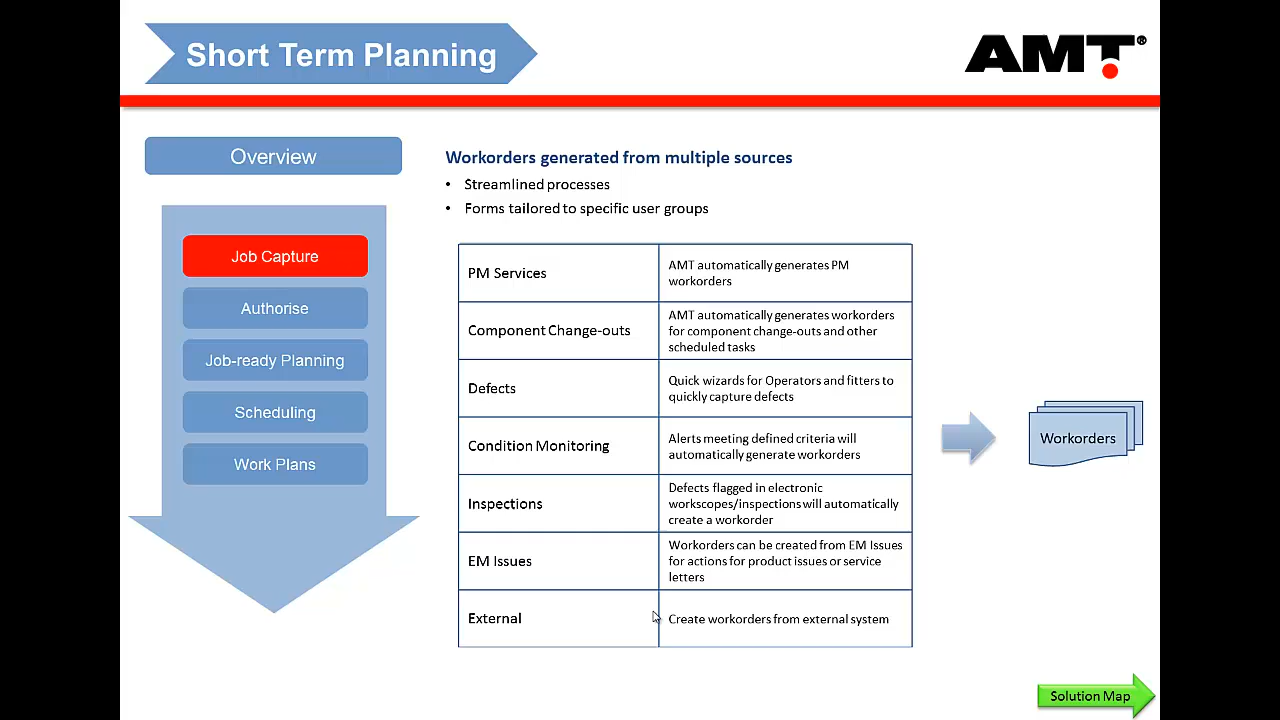 Short Term Planning
AMT®
Overview
Job Capture
Authorise
Job-ready Planning
Scheduling
Work Plans
Workorders generated from multiple sources
• Streamlined processes
• Forms tailored to specific user groups
PM Services
AMT automatically generates PM
workorders
Component Change-outs
AMT automatically generates workorders
for component change-outs and other
scheduled tasks
Defects
Quick wizards for Operators and fitters to
quickly capture defects
Condition Monitoring
Alerts meeting defined criteria will
automatically generate workorders
Inspections
Defects flagged in electronic
workscopes/inspections will automatically
create a workorder
EM Issues
Workorders can be created from EM Issues
for actions for product issues or service
letters
External
Create workorders from external system
Workorders
Solution Map